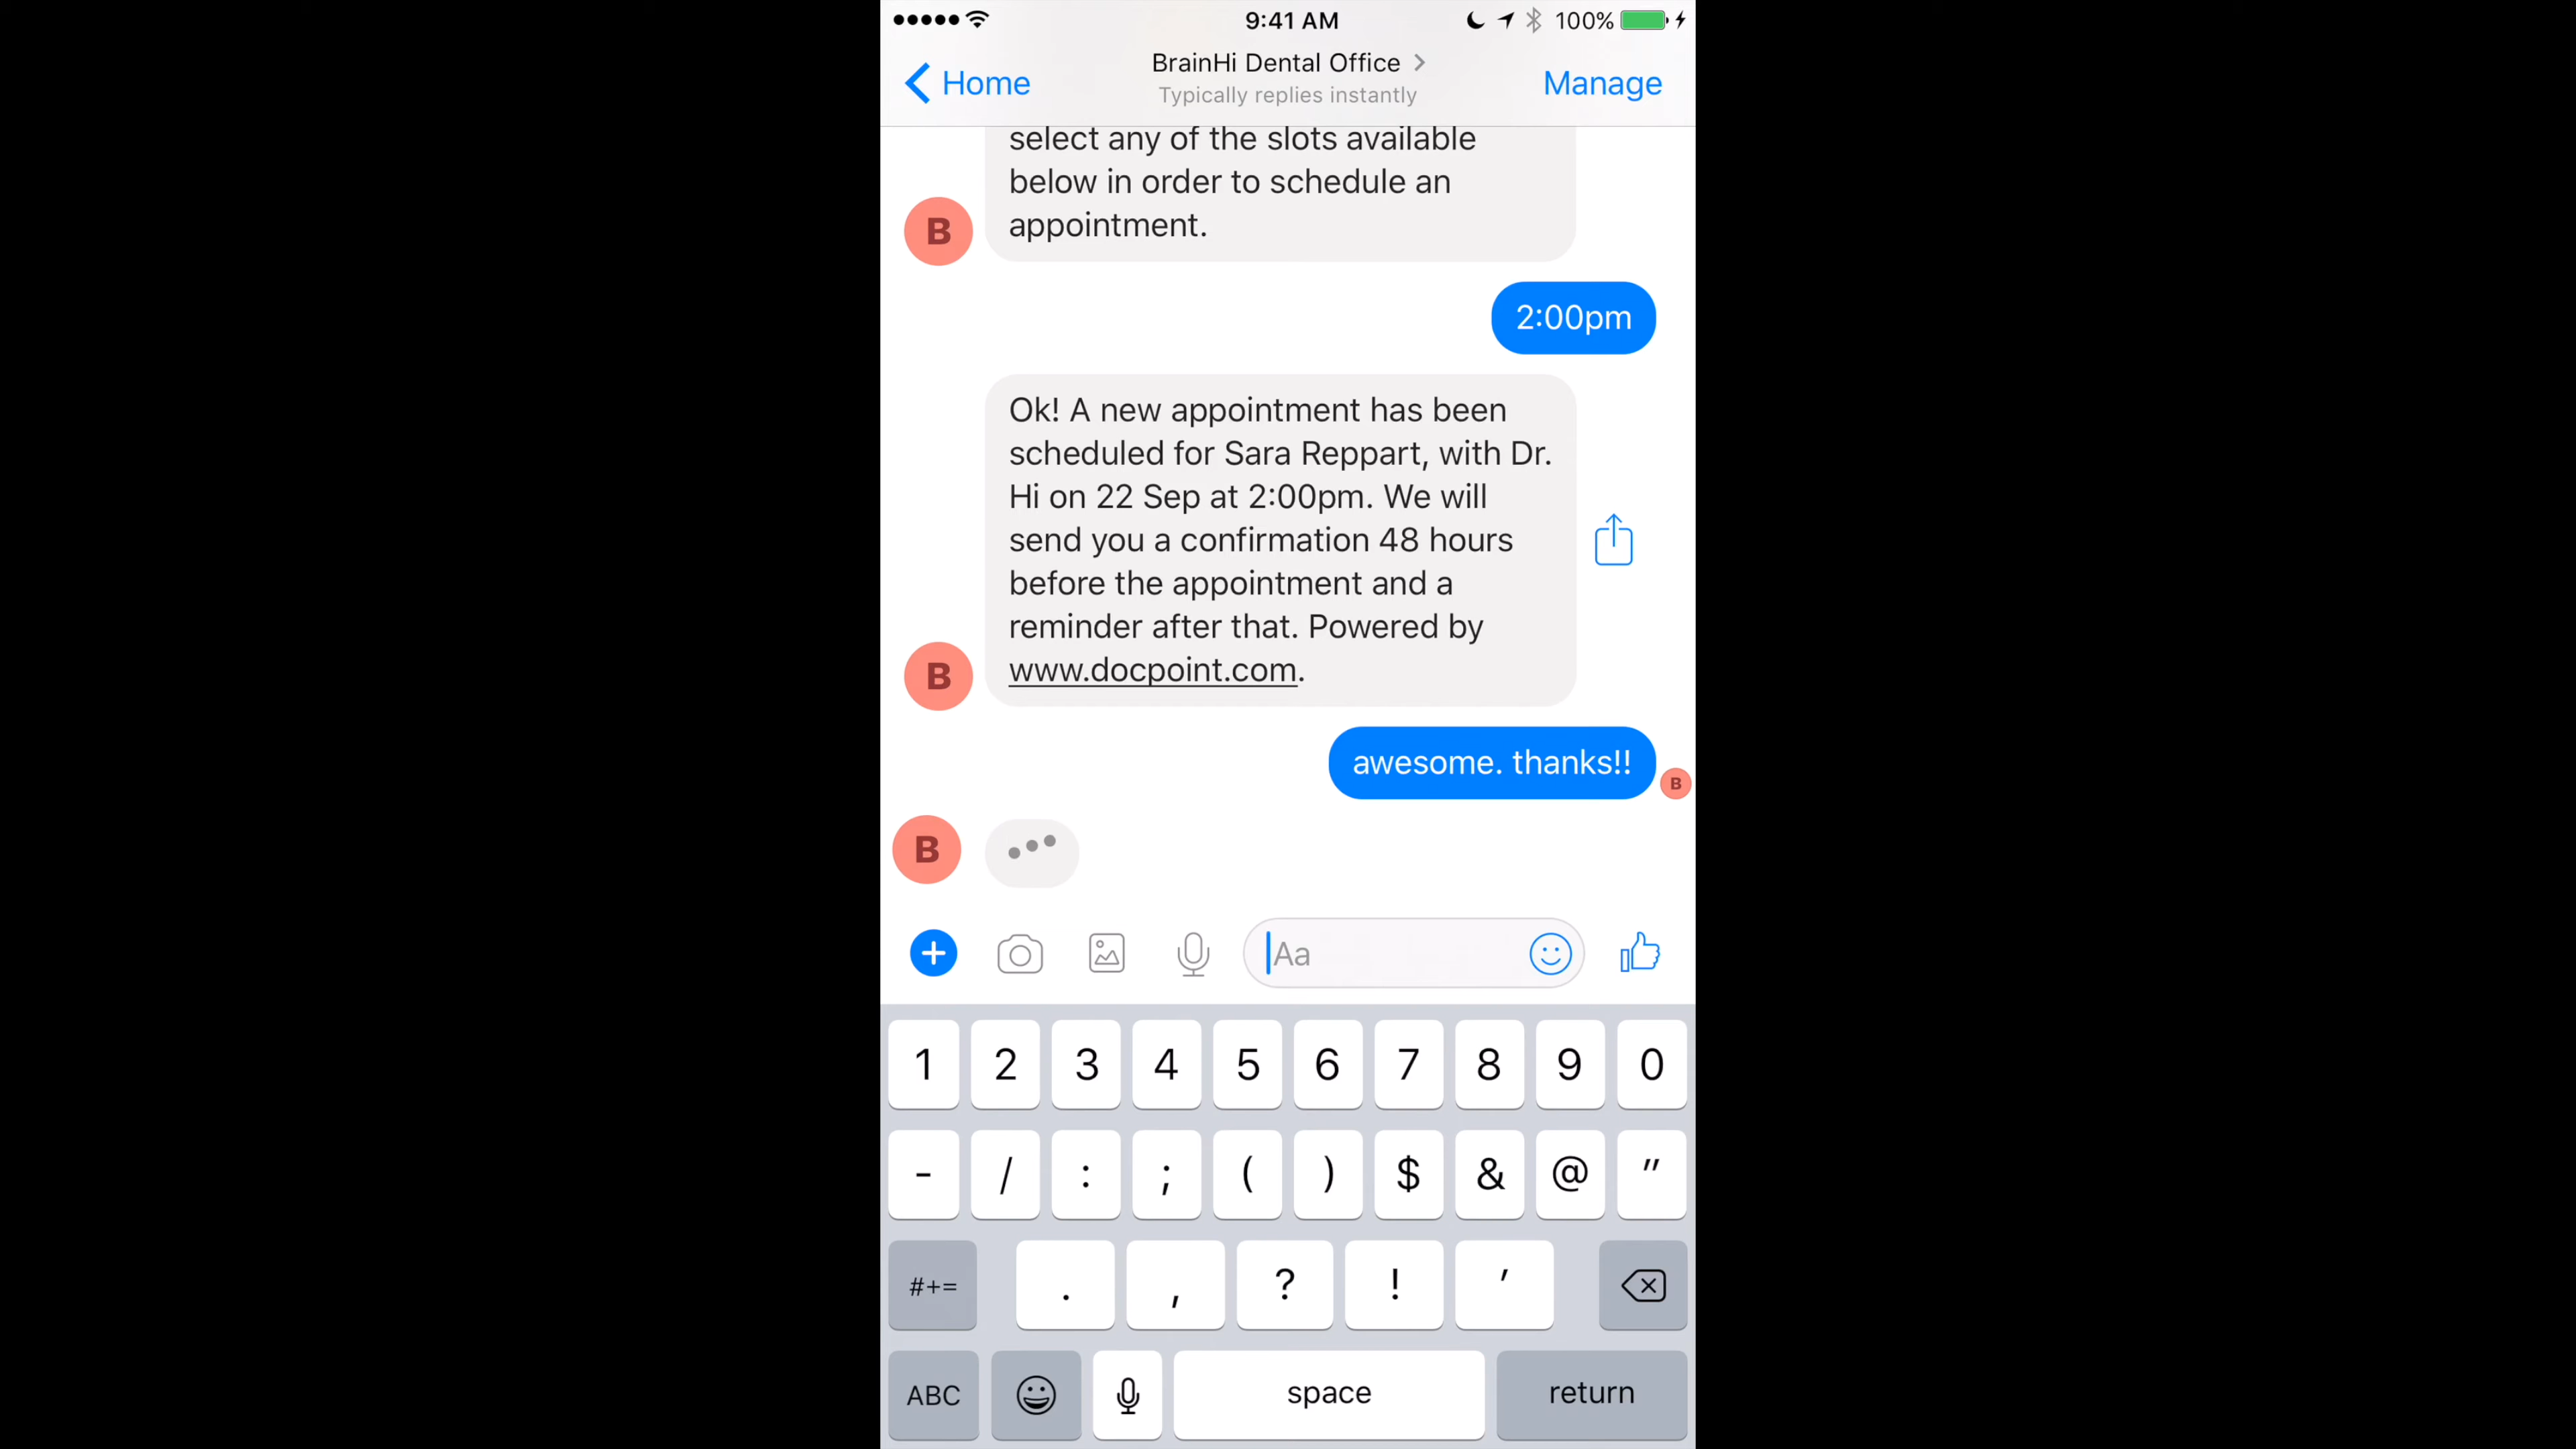 9:41 AM
100%
Home
BrainHi Dental Office
Typically replies instantly
Manage
select any of the slots available
below in order to schedule an
appointment.
B
2:00pm
Ok! A new appointment has been
scheduled for Sara Reppart, with Dr.
Hi on 22 Sep at 2:00pm. We will
send you a confirmation 48 hours
before the appointment and a
reminder after that. Powered by
www.docpoint.com.
B
awesome. thanks!!
B
B
Aa
1 2 3 4 5 6 7 8 9 0
- / : ; ( ) $ & @ "
#+= . , ? ! '
ABC space return